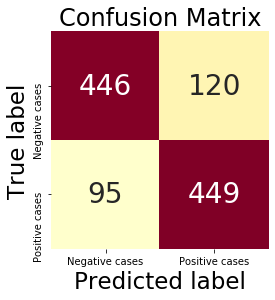 Confusion Matrix
True label
Negative cases
446 120
Positive cases
95 449
Negative cases Positive cases
Predicted label